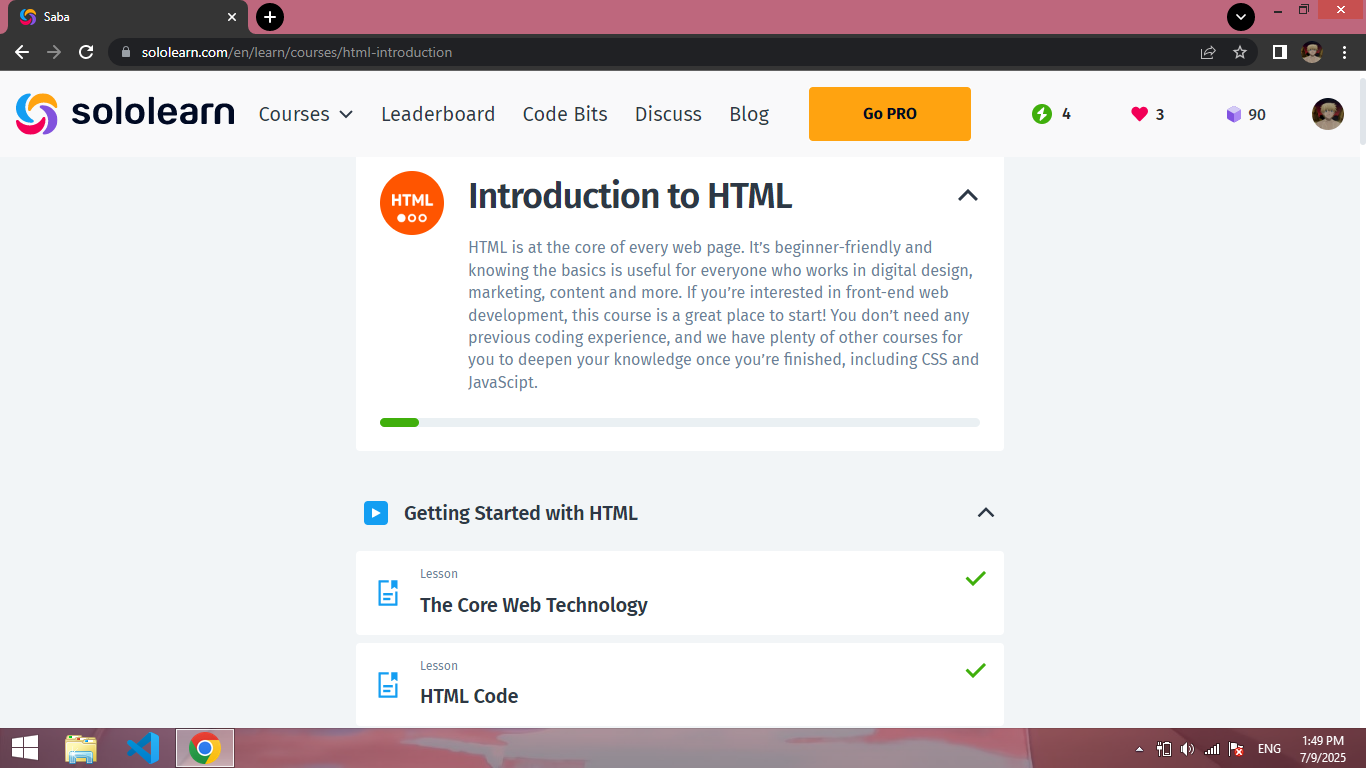 Saba
sololearn.com/en/learn/courses/html-introduction
sololearn
Courses
Leaderboard
Code Bits
Discuss
Blog
Go PRO
4
3
90
HTML
Introduction to HTML
HTML is at the core of every web page. It’s beginner-friendly and
knowing the basics is useful for everyone who works in digital design,
marketing, content and more. If you’re interested in front-end web
development, this course is a great place to start! You don’t need any
previous coding experience, and we have plenty of other courses for
you to deepen your knowledge once you’re finished, including CSS and
JavaScipt.
Getting Started with HTML
Lesson
The Core Web Technology
Lesson
HTML Code
ENG
1:49 PM
7/9/2025